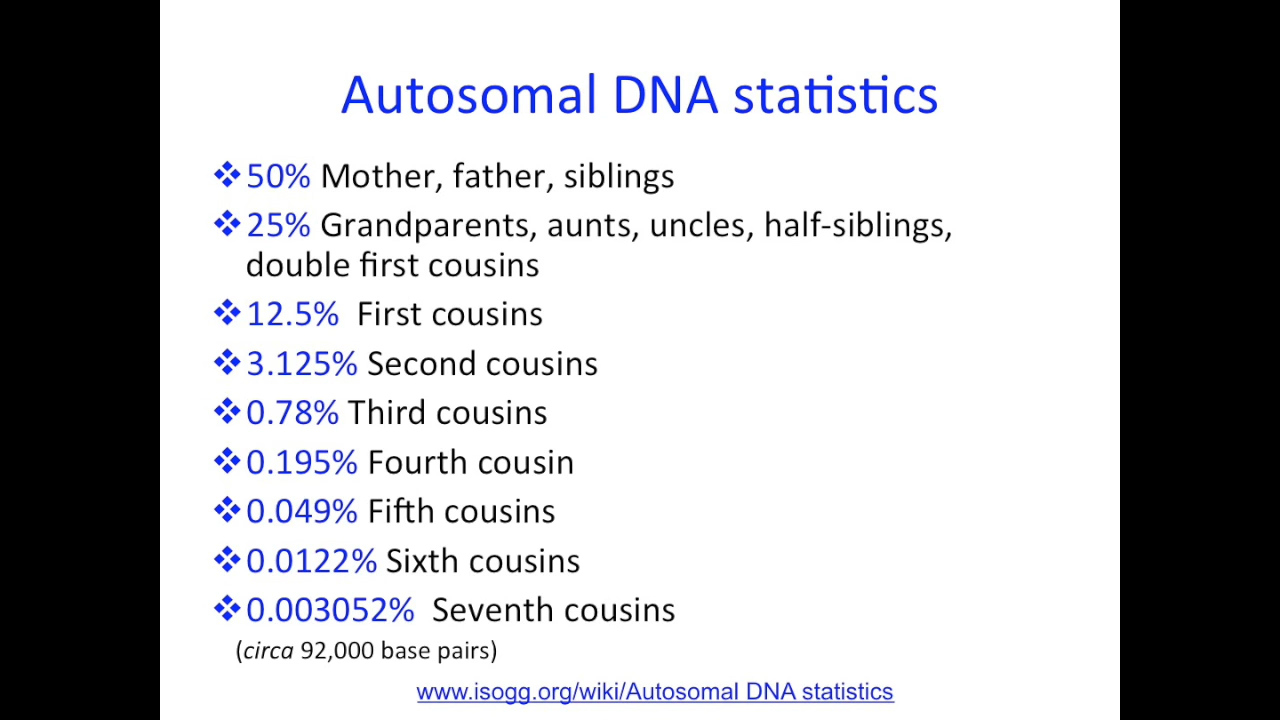 Autosomal DNA statistics
❖50% Mother, father, siblings
❖25% Grandparents, aunts, uncles, half-siblings,
double first cousins
❖12.5% First cousins
❖3.125% Second cousins
❖0.78% Third cousins
❖0.195% Fourth cousin
❖0.049% Fifth cousins
❖0.0122% Sixth cousins
❖0.003052% Seventh cousins
(circa 92,000 base pairs)
www.isogg.org/wiki/Autosomal DNA statistics